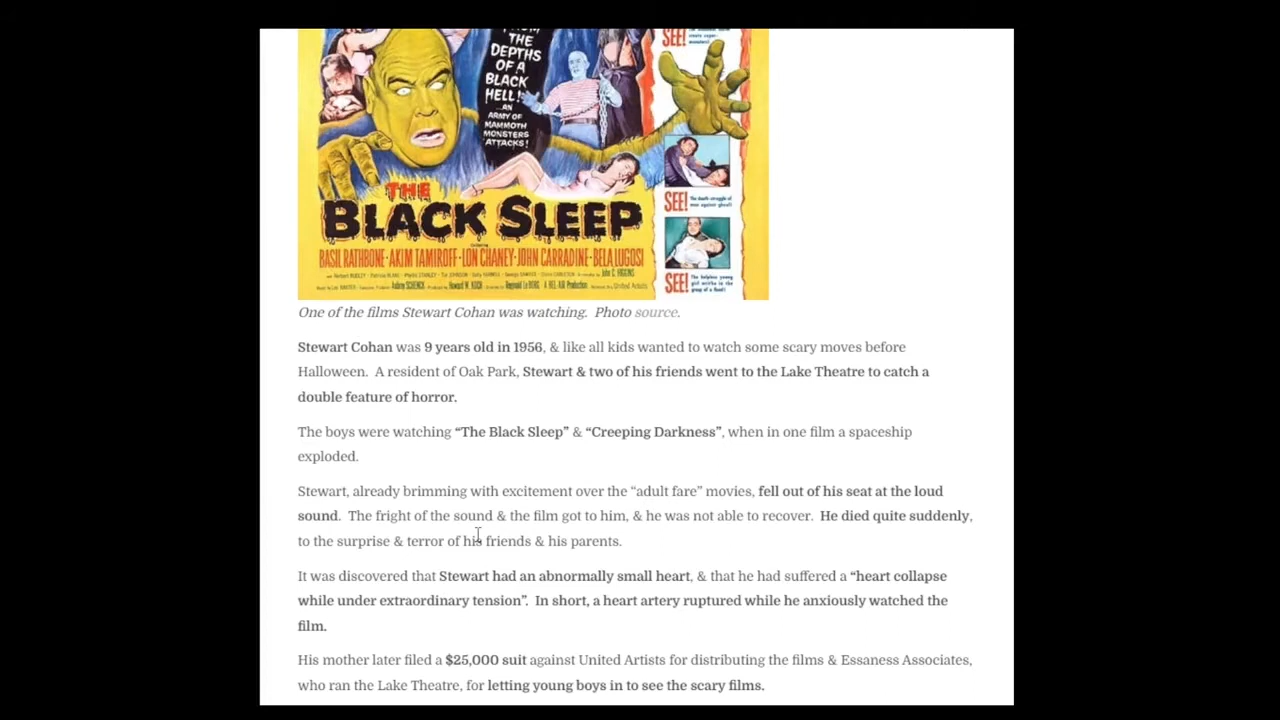 FROM
THE
DEPTHS
OF A
BLACK
HELL!
...AN
ARMY OF
MAMMOTH
MONSTERS
ATTACKS!
SEE!
THE
BLACK SLEEP
BASIL RATHBONE · AKIM TAMIROFF · LON CHANEY · JOHN CARRADINE · BELA LUGOSI
SEE! The death-struggle of
man against ghoul!
SEE! The helpless young
One of the films Stewart Cohan was watching. Photo source.
Stewart Cohan was 9 years old in 1956, & like all kids wanted to watch some scary moves before
Halloween. A resident of Oak Park, Stewart & two of his friends went to the Lake Theatre to catch a
double feature of horror.
The boys were watching “The Black Sleep” & “Creeping Darkness”, when in one film a spaceship
exploded.
Stewart, already brimming with excitement over the “adult fare” movies, fell out of his seat at the loud
sound. The fright of the sound & the film got to him, & he was not able to recover. He died quite suddenly,
to the surprise & terror of his friends & his parents.
It was discovered that Stewart had an abnormally small heart, & that he had suffered a “heart collapse
while under extraordinary tension”. In short, a heart artery ruptured while he anxiously watched the
film.
His mother later filed a $25,000 suit against United Artists for distributing the films & Essaness Associates,
who ran the Lake Theatre, for letting young boys in to see the scary films.